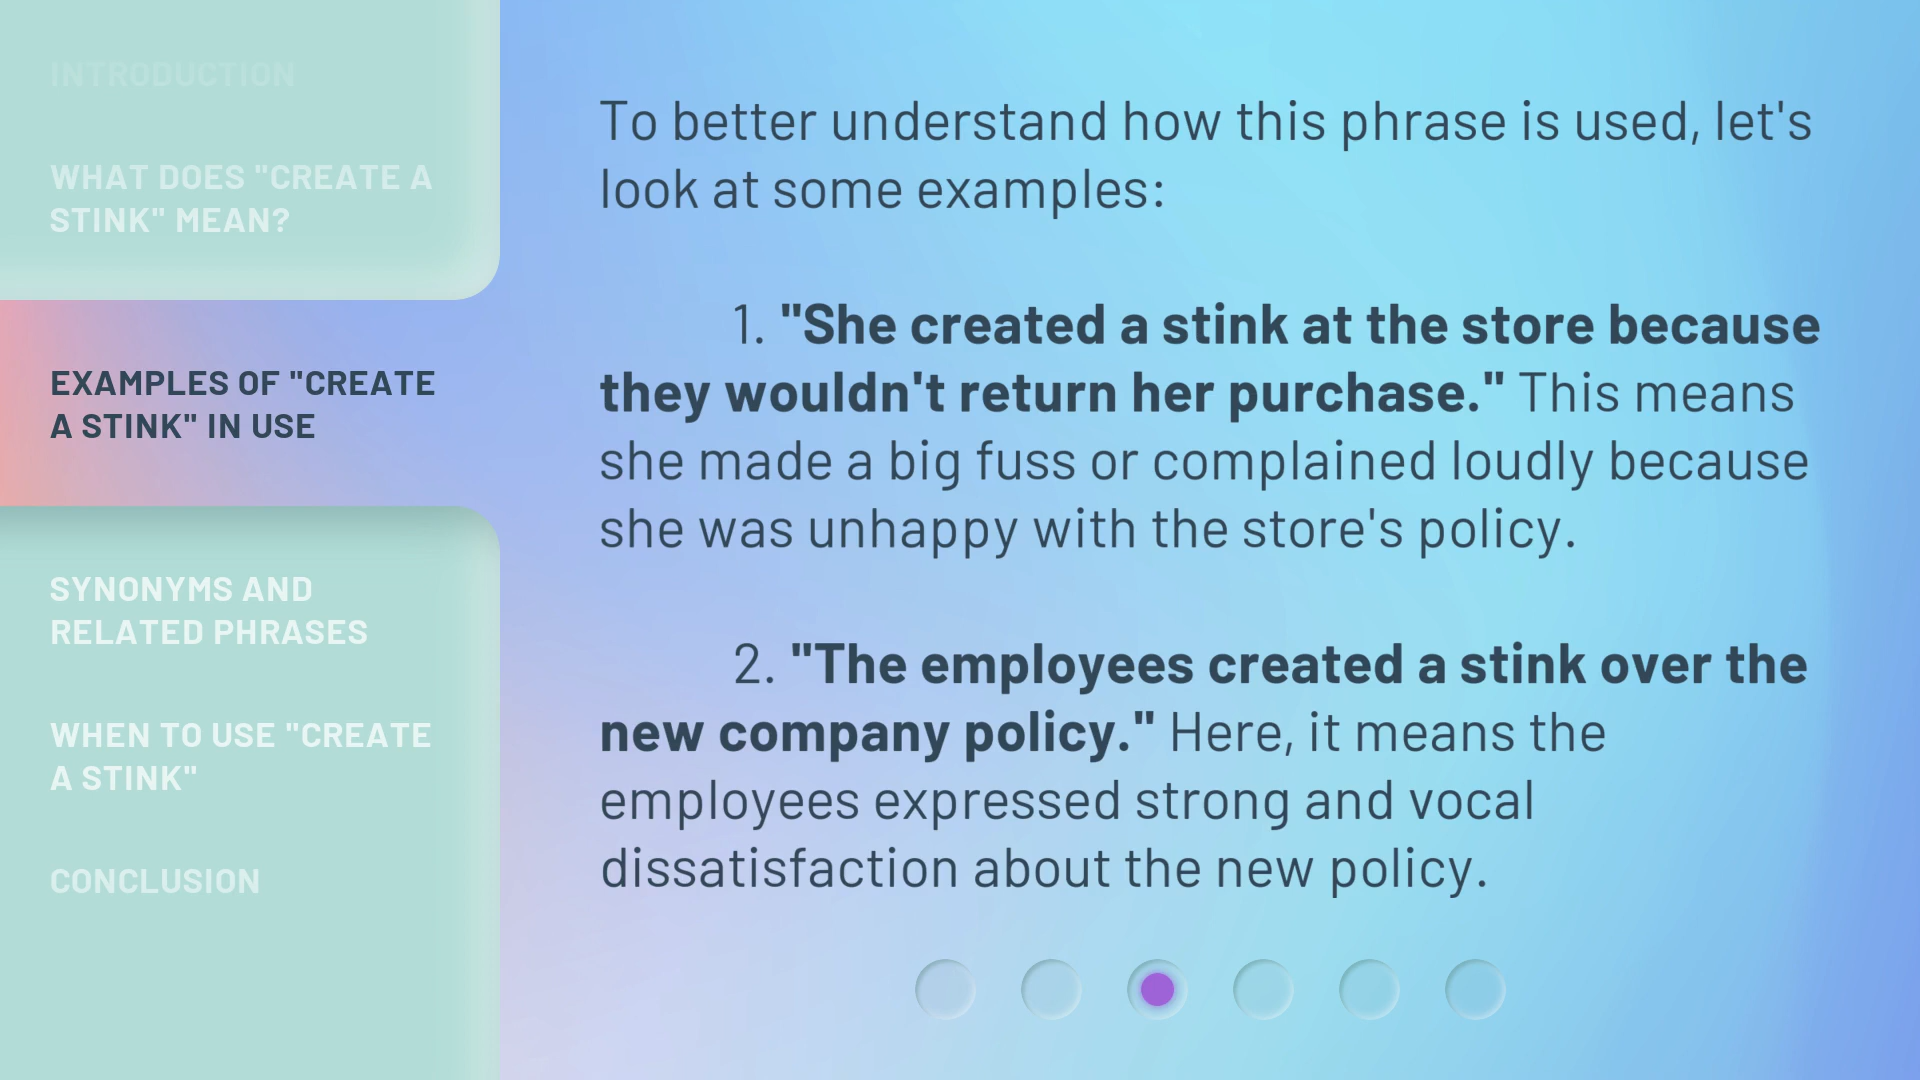 INTRODUCTION
WHAT DOES "CREATE A
STINK" MEAN?
EXAMPLES OF "CREATE
A STINK" IN USE
SYNONYMS AND
RELATED PHRASES
WHEN TO USE "CREATE
A STINK"
CONCLUSION
To better understand how this phrase is used, let's
look at some examples:
1. "She created a stink at the store because
they wouldn't return her purchase." This means
she made a big fuss or complained loudly because
she was unhappy with the store's policy.
2. "The employees created a stink over the
new company policy." Here, it means the
employees expressed strong and vocal
dissatisfaction about the new policy.